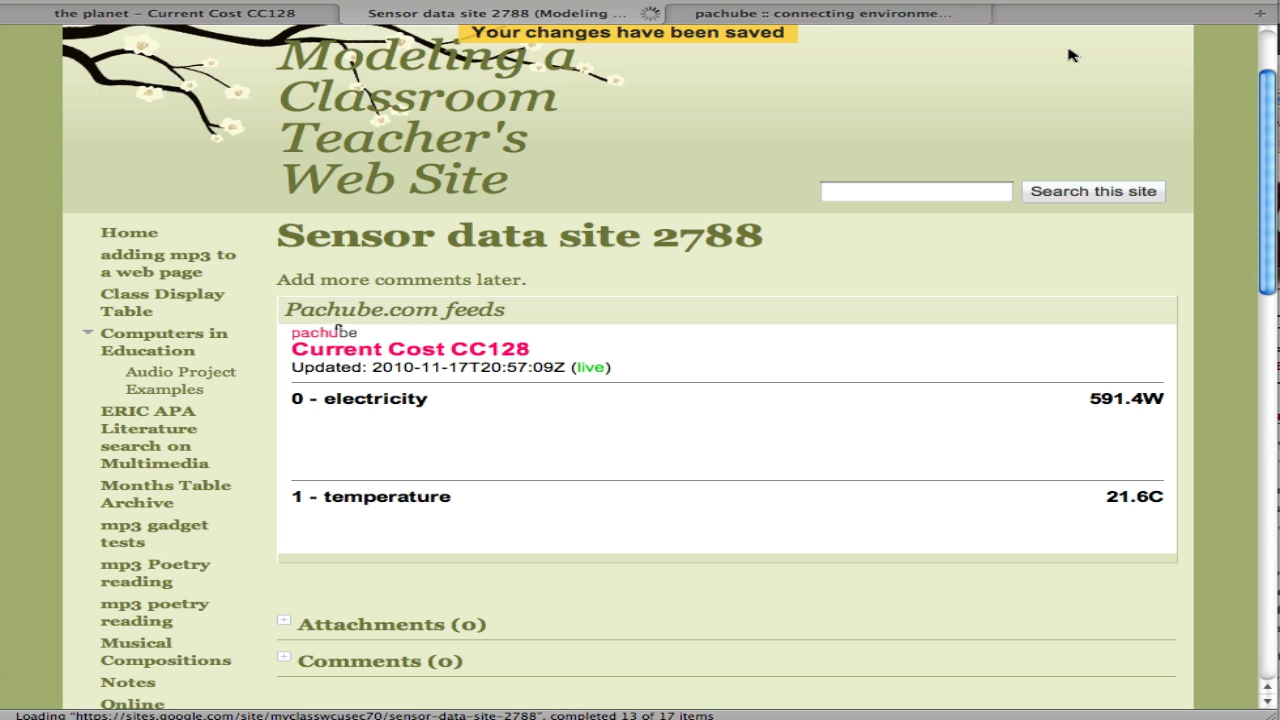 the planet - Current Cost CC128
Sensor data site 2788 (Modeling ...
pachube :: connecting environme...
Your changes have been saved
Modeling a
Classroom
Teacher's
Web Site
Search this site
Home
adding mp3 to
a web page
Class Display
Table
Computers in
Education
Audio Project
Examples
ERIC APA
Literature
search on
Multimedia
Months Table
Archive
mp3 gadget
tests
mp3 Poetry
reading
mp3 poetry
reading
Musical
Compositions
Notes
Online
Sensor data site 2788
Add more comments later.
Pachube.com feeds
pachube
Current Cost CC128
Updated: 2010-11-17T20:57:09Z (live)
0 - electricity 591.4W
1 - temperature 21.6C
Attachments (0)
Comments (0)
Loading "https://sites.google.com/site/myclasswcusec70/sensor-data-site-2788", completed 13 of 17 items